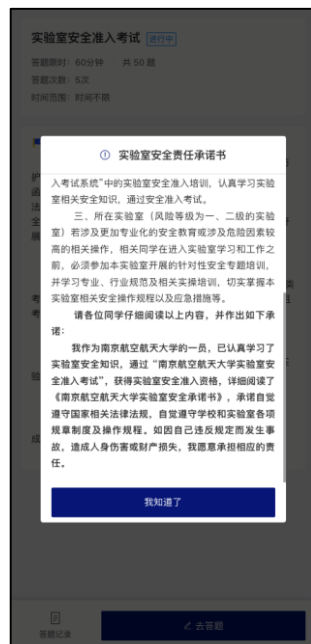 实验室安全准入考试 进行中
答题限时：60分钟 共 50 题
答题次数：6次
时间范围：时间不限
实验室安全责任承诺书
入考试系统”中的实验室安全准入培训，认真学习实验
室相关安全知识，通过安全准入考试。
三、所在实验室（风险等级为一、二级的实验
室）若涉及更加专业化的安全教育或涉及危险因素较
高的相关操作，相关同学在进入实验室学习和工作之
前，必须参加本实验室开展的针对性安全专题培训，
并学习专业、行业规范及相关实操培训，切实掌握本
实验室相关安全操作规程以及应急措施等。
请各位同学仔细阅读以上内容，并作出如下承
诺：
我作为南京航空航天大学的一员，已认真学习了
实验室安全知识，通过“南京航空航天大学实验室安
全准入考试”，获得实验室安全准入资格，详细阅读了
《南京航空航天大学实验室安全承诺书》，承诺自觉
遵守国家相关法律法规，自觉遵守学校和实验室各项
规章制度及操作规程。如因自己违反规定而发生事
故，造成人身伤害或财产损失，我愿意承担相应的责
任。
我知道了
答题记录
去答题